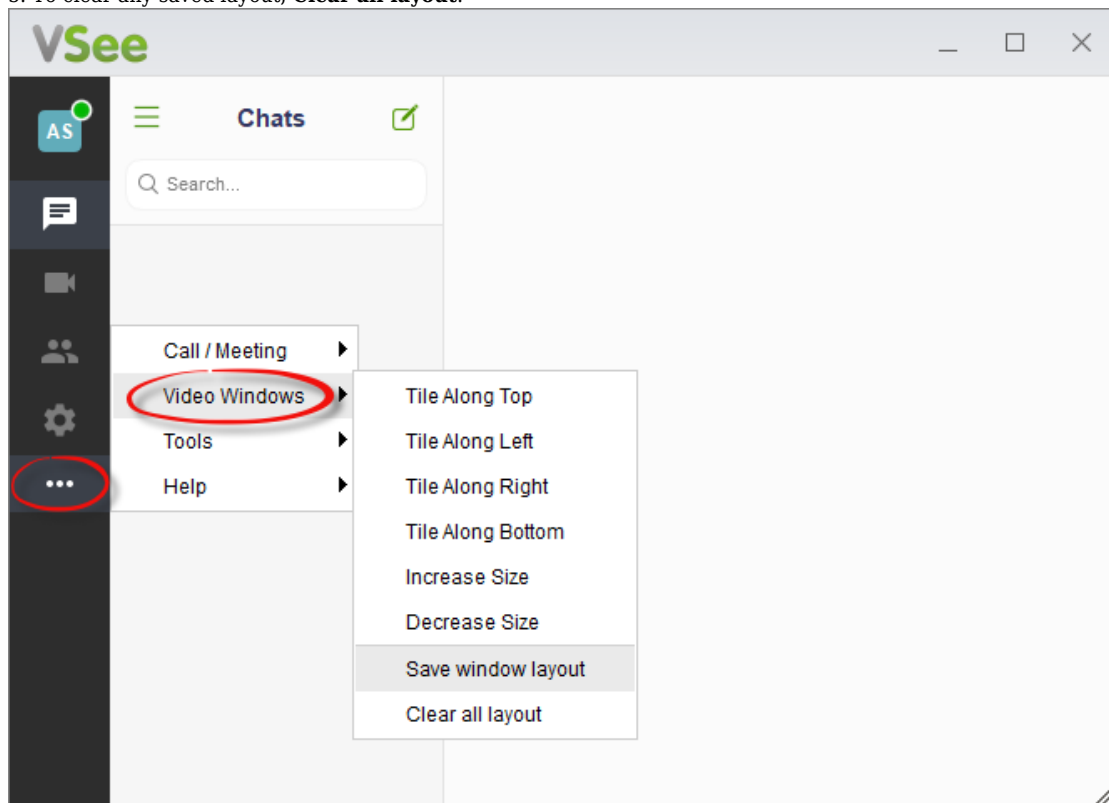 VSee
AS
Chats
Search...
Call / Meeting
Video Windows
Tools
Help
Tile Along Top
Tile Along Left
Tile Along Right
Tile Along Bottom
Increase Size
Decrease Size
Save window layout
Clear all layout